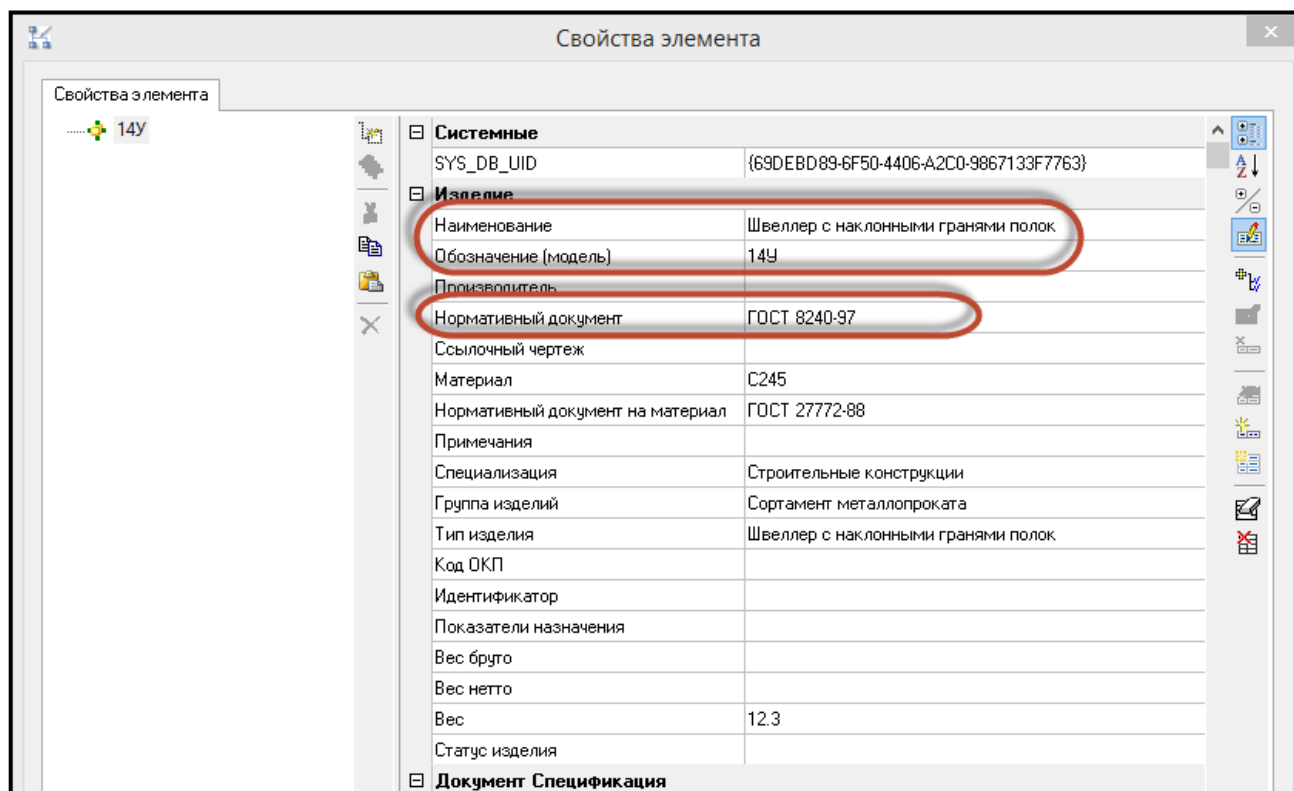 Свойства элемента
Свойства элемента
14У
Системные
SYS_DB_UID {69DEBD89-6F50-4406-A2C0-9867133F7763}
Изделие
Наименование Швеллер с наклонными гранями полок
Обозначение (модель) 14У
Производитель
Нормативный документ ГОСТ 8240-97
Ссылочный чертеж
Материал С245
Нормативный документ на материал ГОСТ 27772-88
Примечания
Специализация Строительные конструкции
Группа изделий Сортамент металлопроката
Тип изделия Швеллер с наклонными гранями полок
Код ОКП
Идентификатор
Показатели назначения
Вес бруто
Вес нетто
Вес 12.3
Статус изделия
Документ Спецификация